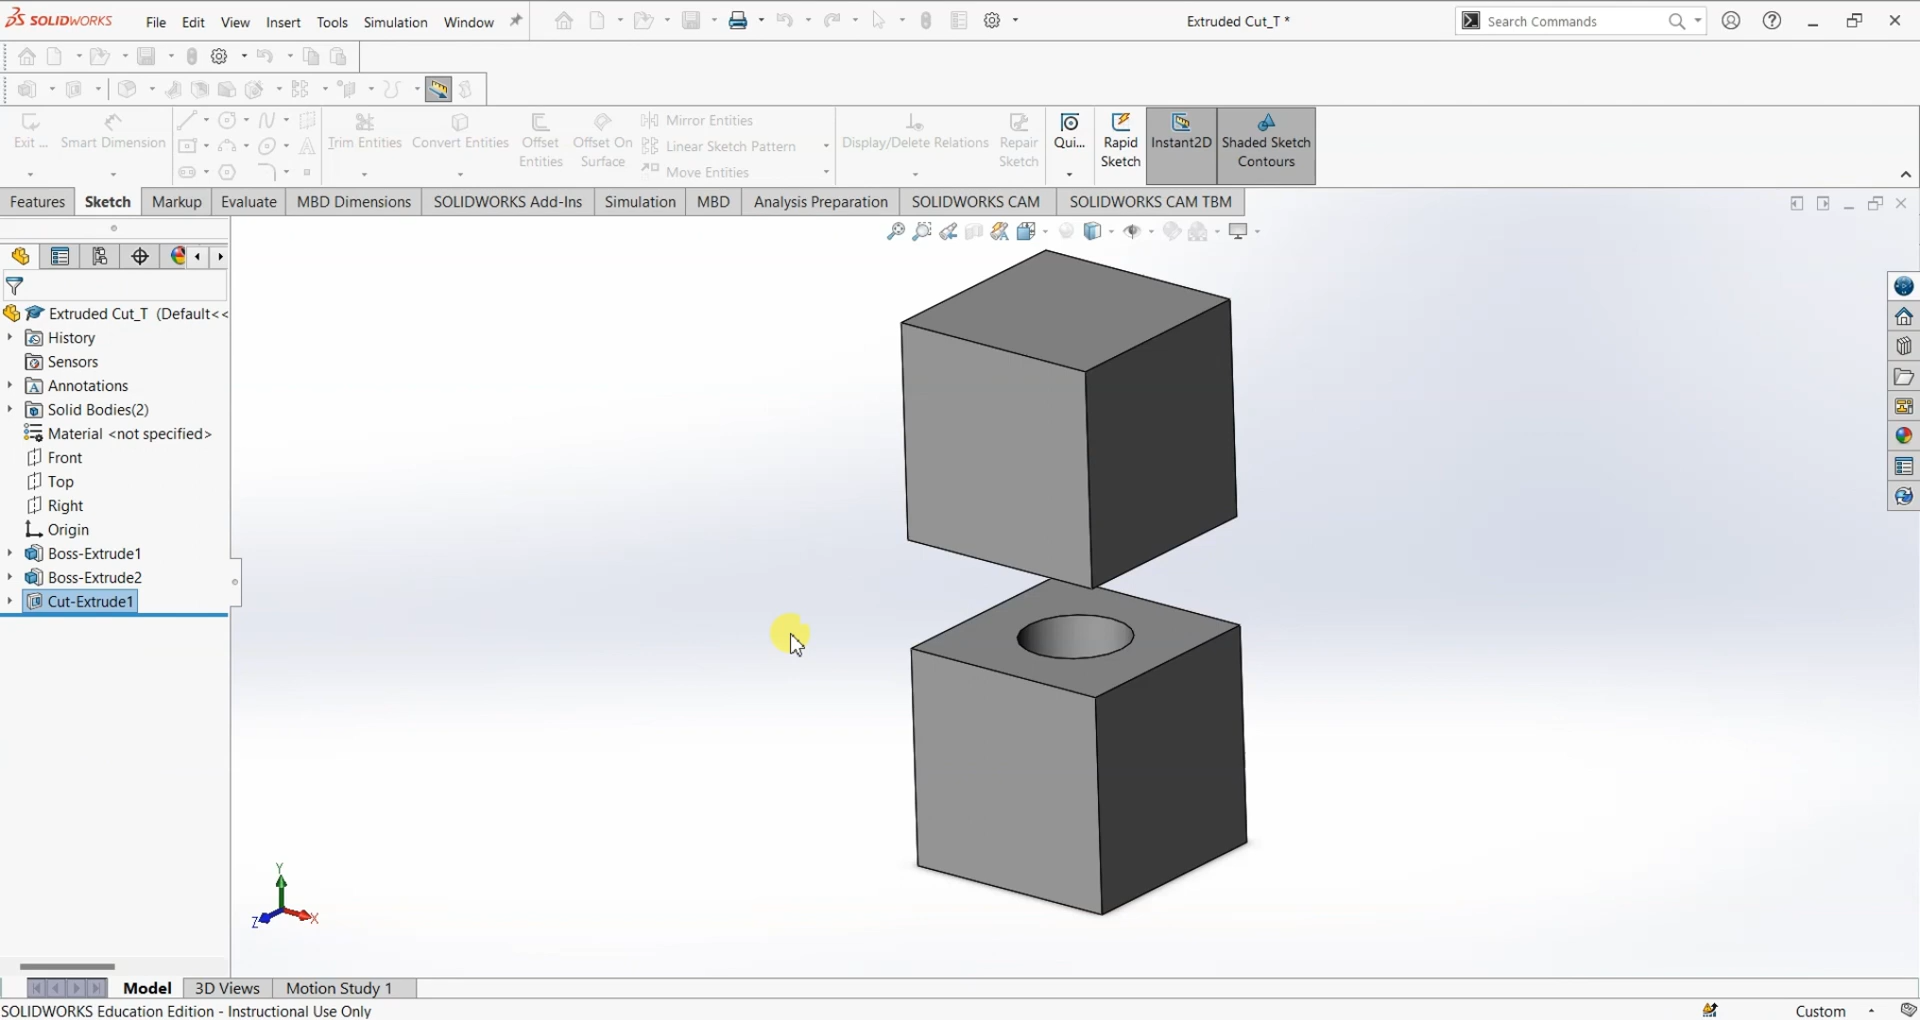 SOLIDWORKS File Edit View Insert Tools Simulation Window Extruded Cut_T * Search Commands
Exit ... Smart Dimension Trim Entities Convert Entities Offset Entities Offset On Surface Mirror Entities Linear Sketch Pattern Move Entities Display/Delete Relations Repair Sketch Qui... Rapid Sketch Instant2D Shaded Sketch Contours
Features Sketch Markup Evaluate MBD Dimensions SOLIDWORKS Add-Ins Simulation MBD Analysis Preparation SOLIDWORKS CAM SOLIDWORKS CAM TBM
Extruded Cut_T (Default<<
History
Sensors
Annotations
Solid Bodies(2)
Material <not specified>
Front
Top
Right
Origin
Boss-Extrude1
Boss-Extrude2
Cut-Extrude1
Y
Z X
Model 3D Views Motion Study 1
SOLIDWORKS Education Edition - Instructional Use Only Custom